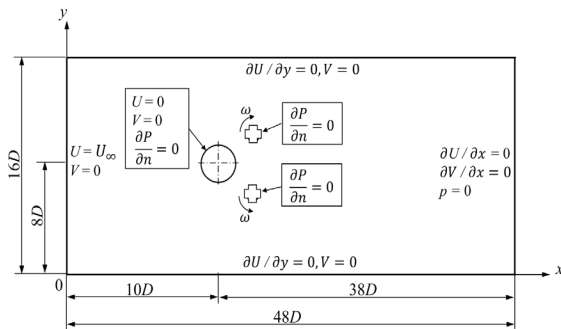 y
∂U/∂y = 0, V = 0
U = 0
V = 0
∂P/∂n = 0
ω
∂P/∂n = 0
U = U∞
V = 0
∂P/∂n = 0
ω
∂U/∂x = 0
∂V/∂x = 0
p = 0
16D
8D
∂U/∂y = 0, V = 0
0
x
10D
38D
48D